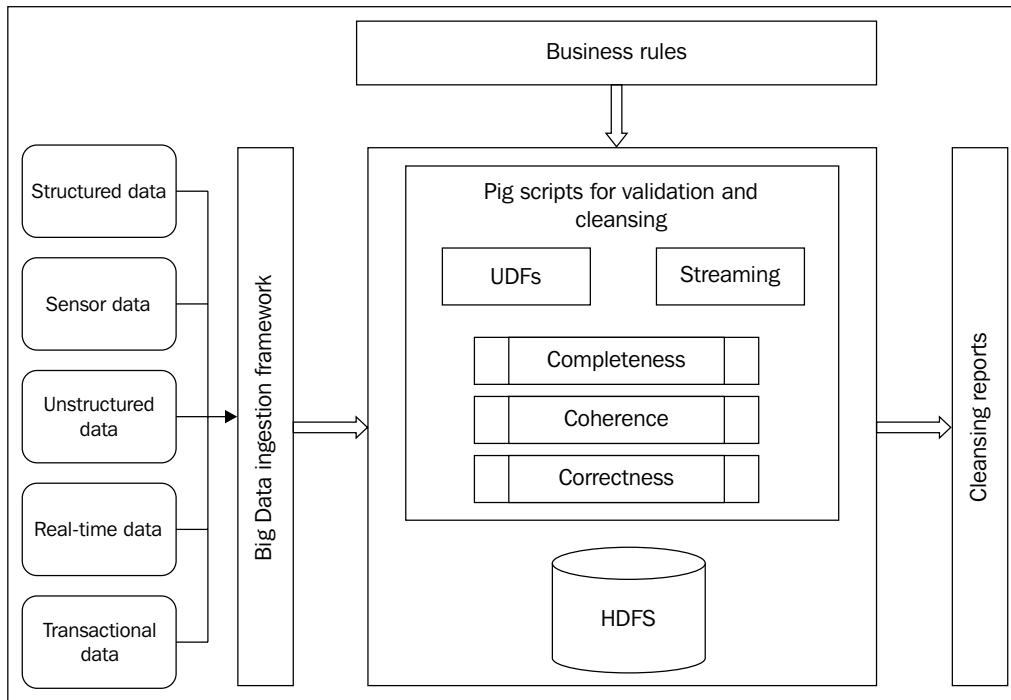 Business rules
Structured data
Sensor data
Unstructured
data
Real-time data
Transactional
data
Big Data ingestion framework
Pig scripts for validation and
cleansing
UDFs
Streaming
Completeness
Coherence
Correctness
HDFS
Cleansing reports